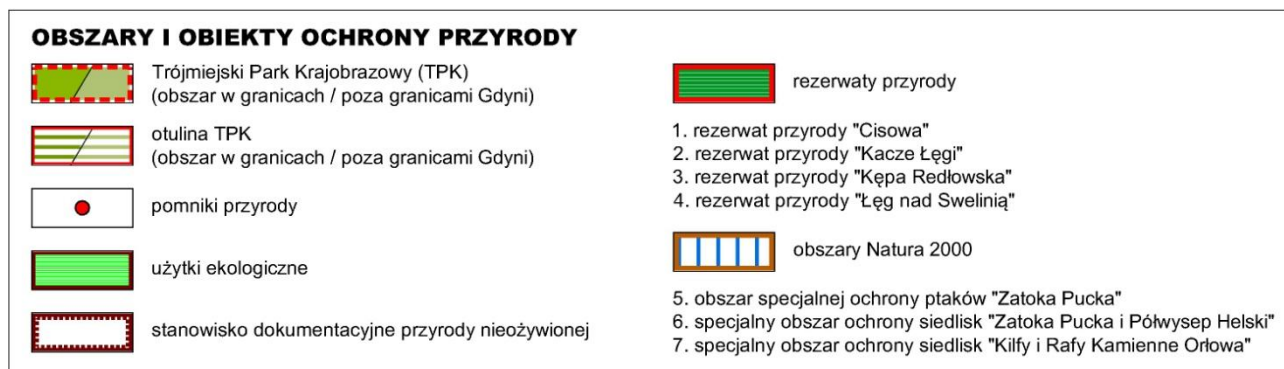 OBSZARY I OBIEKTY OCHRONY PRZYRODY
Trójmiejski Park Krajobrazowy (TPK)
(obszar w granicach / poza granicami Gdyni)
otulina TPK
(obszar w granicach / poza granicami Gdyni)
pomniki przyrody
użytki ekologiczne
stanowisko dokumentacyjne przyrody nieożywionej
rezerwaty przyrody
1. rezerwat przyrody "Cisowa"
2. rezerwat przyrody "Kacze Łęgi"
3. rezerwat przyrody "Kępa Redłowska"
4. rezerwat przyrody "Łęg nad Swelinią"
obszary Natura 2000
5. obszar specjalnej ochrony ptaków "Zatoka Pucka"
6. specjalny obszar ochrony siedlisk "Zatoka Pucka i Półwysep Helski"
7. specjalny obszar ochrony siedlisk "Kilfy i Rafy Kamienne Orłowa"